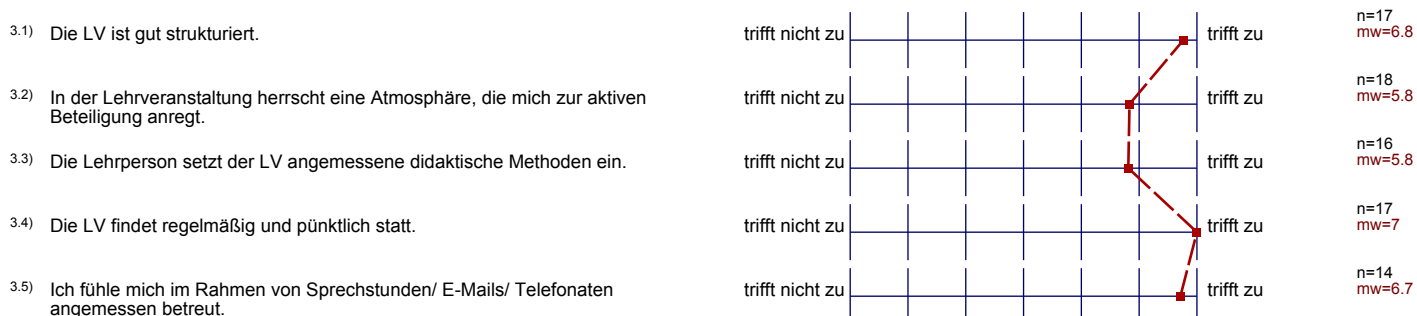 3.1) Die LV ist gut strukturiert. trifft nicht zu trifft zu n=17
mw=6.8
3.2) In der Lehrveranstaltung herrscht eine Atmosphäre, die mich zur aktiven trifft nicht zu trifft zu n=18
Beteiligung anregt. mw=5.8
3.3) Die Lehrperson setzt der LV angemessene didaktische Methoden ein. trifft nicht zu trifft zu n=16
mw=5.8
3.4) Die LV findet regelmäßig und pünktlich statt. trifft nicht zu trifft zu n=17
mw=7
3.5) Ich fühle mich im Rahmen von Sprechstunden/ E-Mails/ Telefonaten trifft nicht zu trifft zu n=14
angemessen betreut. mw=6.7